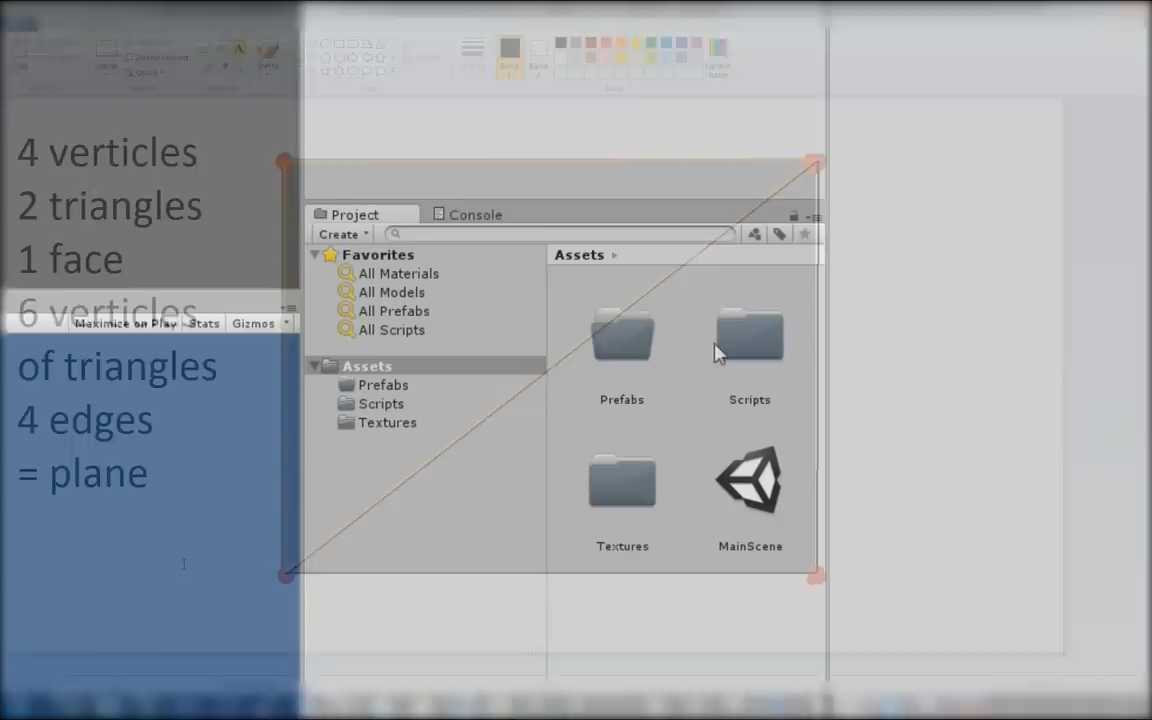 4 verticles
2 triangles
1 face
6 verticles
of triangles
4 edges
= plane
Maximize on Play Stats Gizmos
Project Console
Create
Favorites
All Materials
All Models
All Prefabs
All Scripts
Assets
Prefabs
Scripts
Textures
Assets
Prefabs
Scripts
Textures
MainScene